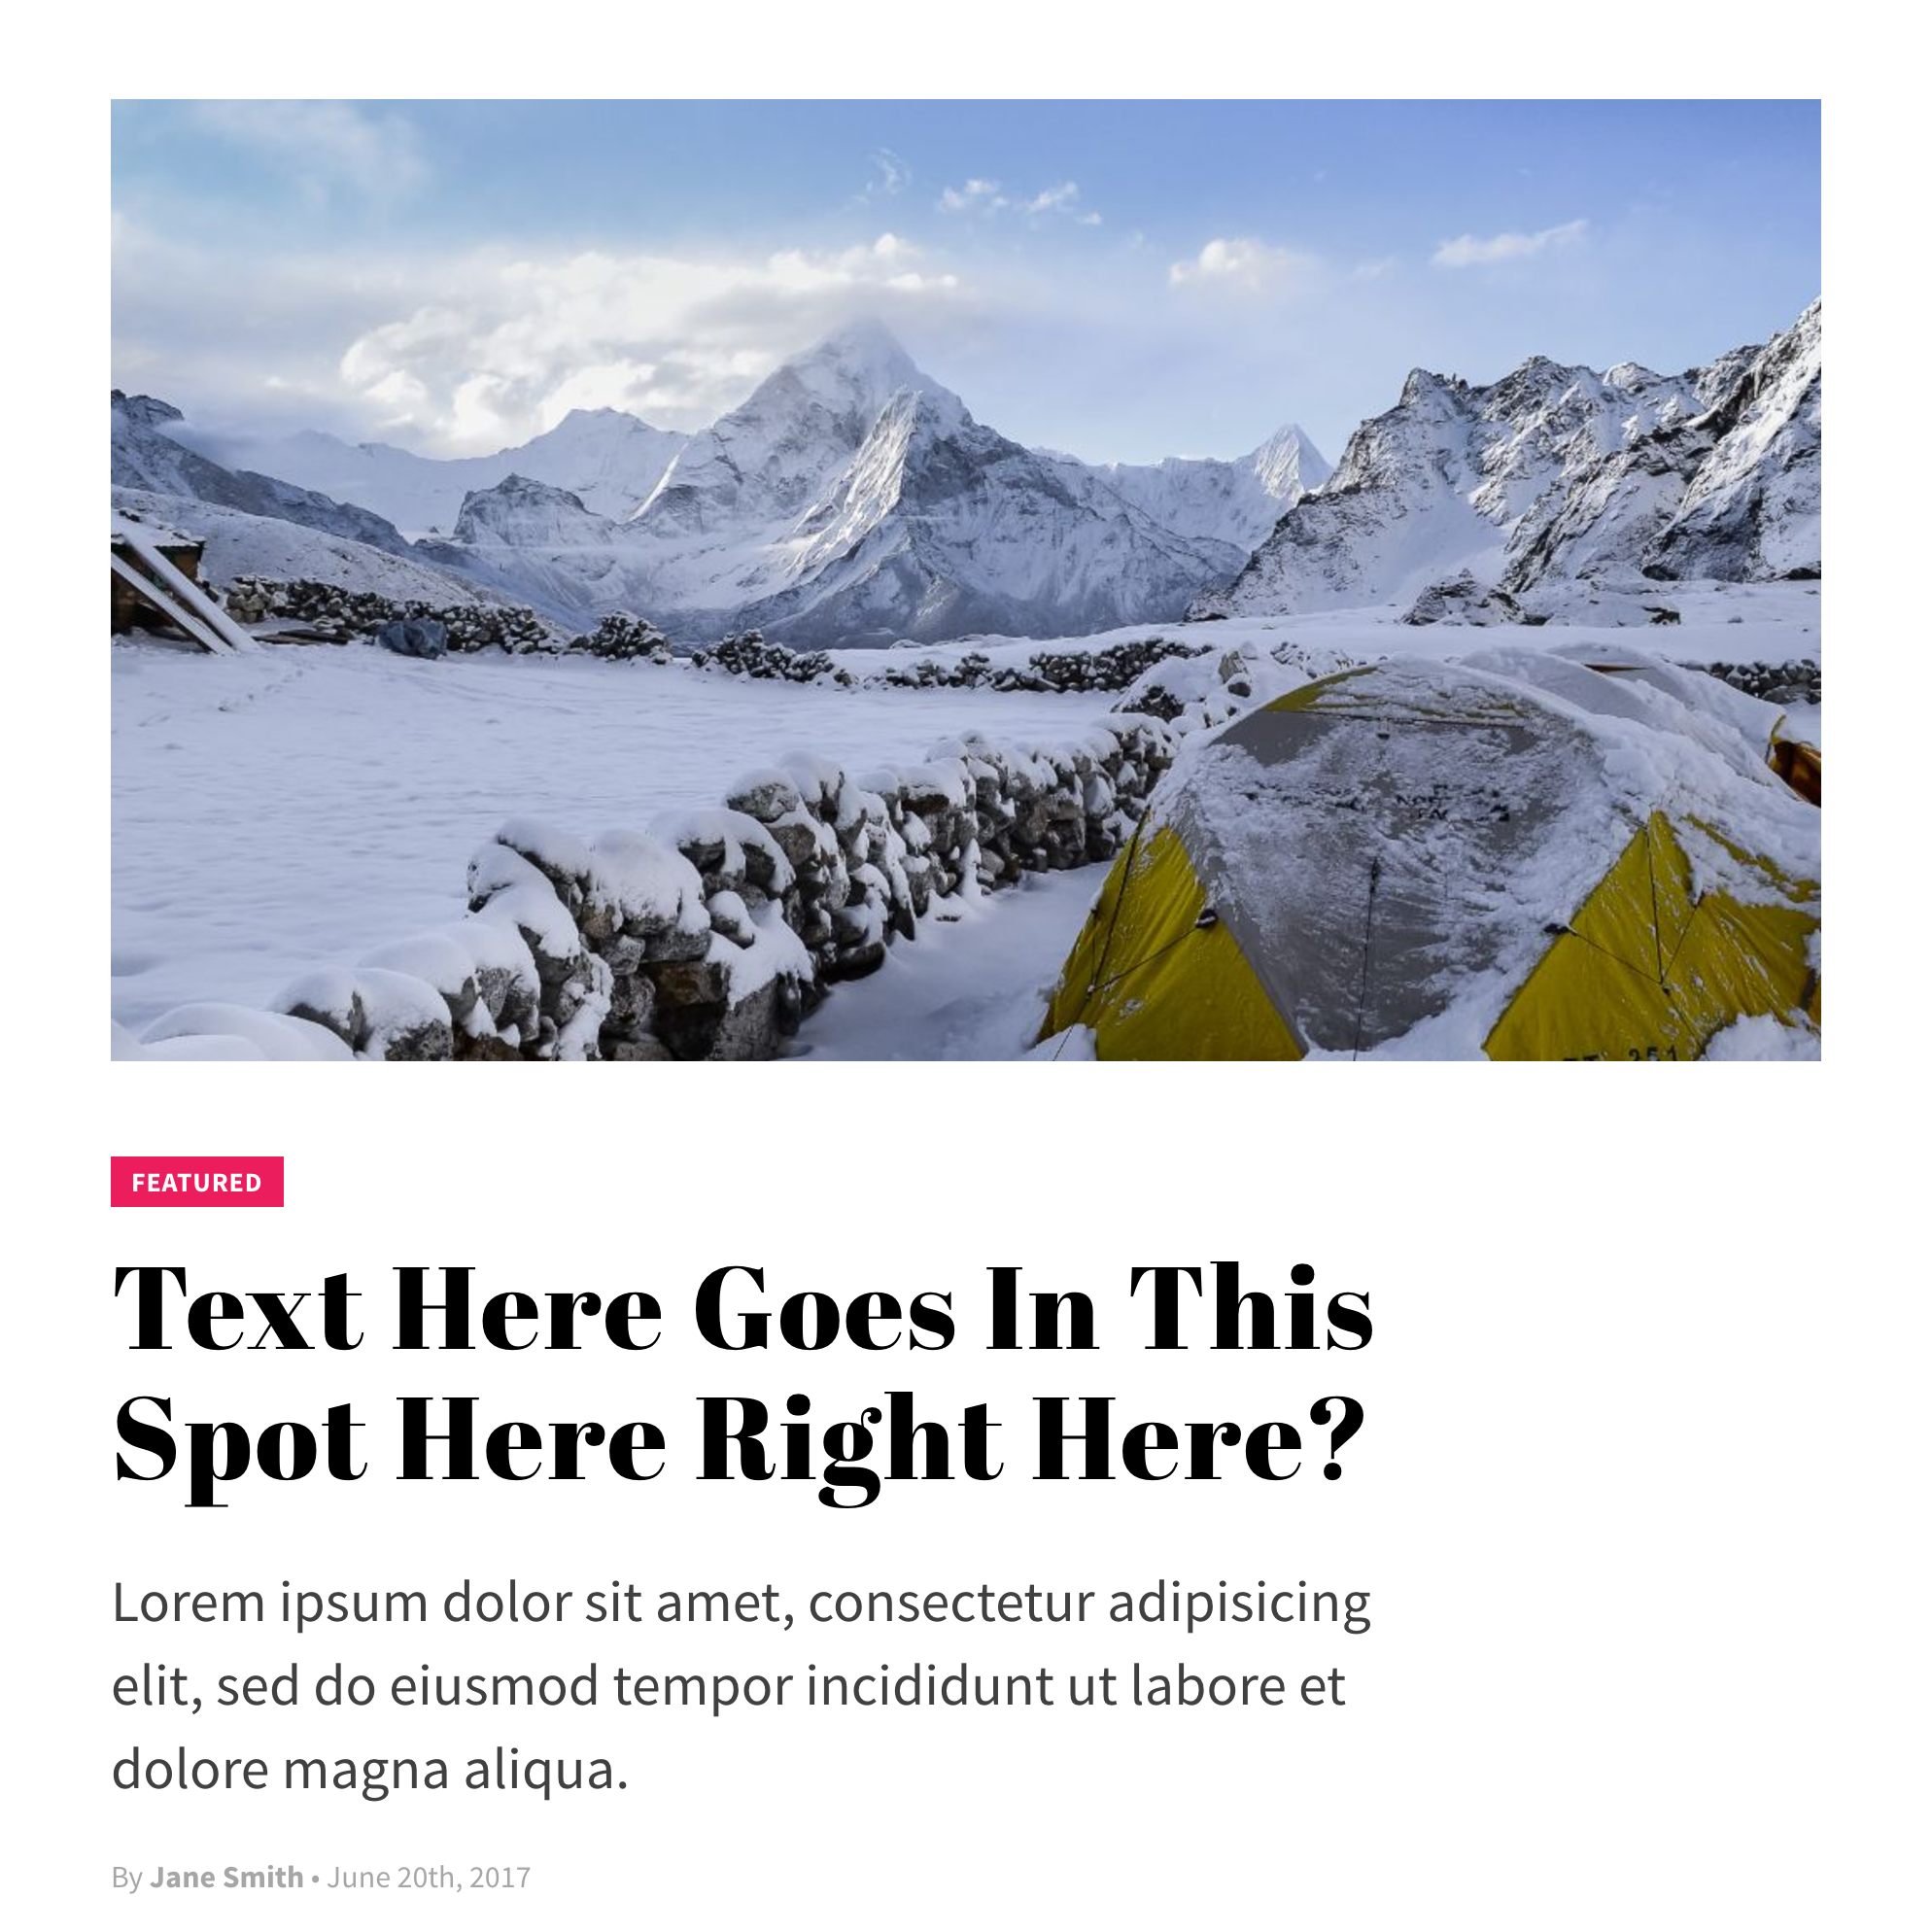 FEATURED
Text Here Goes In This
Spot Here Right Here?
Lorem ipsum dolor sit amet, consectetur adipisicing
elit, sed do eiusmod tempor incididunt ut labore et
dolore magna aliqua.
By Jane Smith • June 20th, 2017